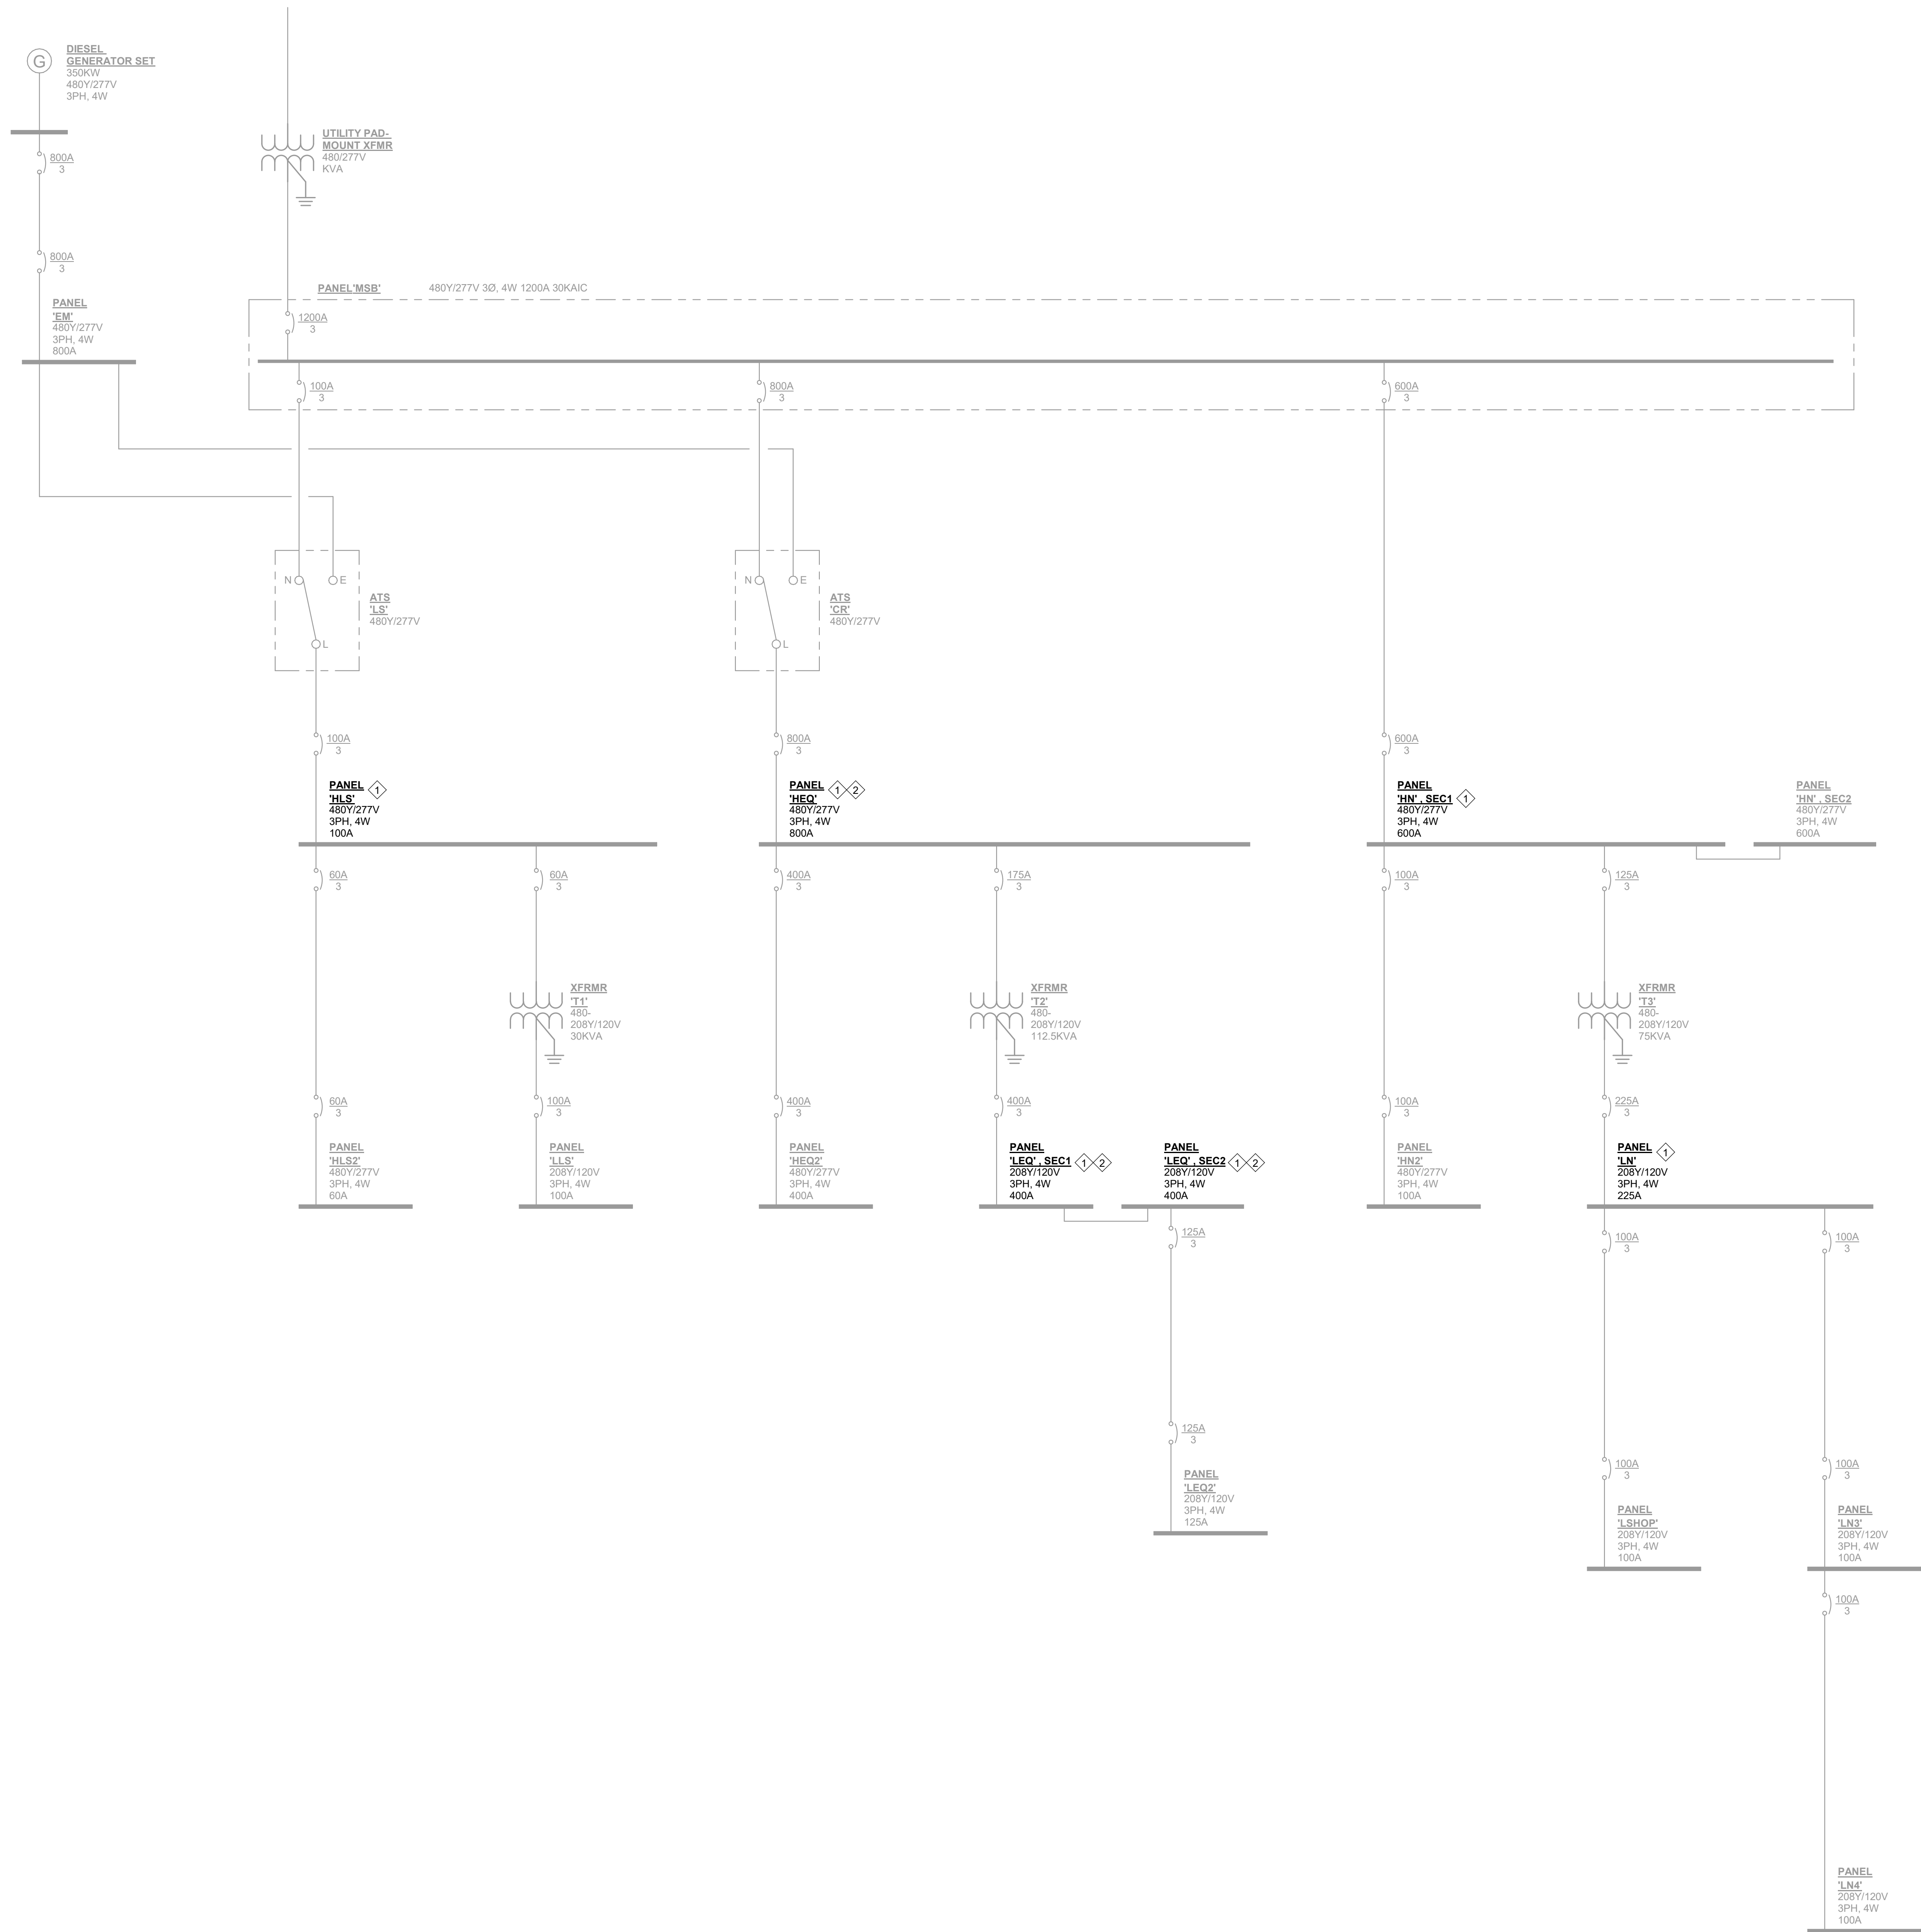 G
DIESEL
GENERATOR SET
350KW
480Y/277V
3PH, 4W
UTILITY PAD-
MOUNT XFMR
480/277V
KVA
800A
3
800A
3
PANEL
'EM'
480Y/277V
3PH, 4W
800A
PANEL'MSB' 480Y/277V 3Ø, 4W 1200A 30KAIC
1200A
3
100A
3
800A
3
600A
3
N E
L
ATS
'LS'
480Y/277V
N E
L
ATS
'CR'
480Y/277V
100A
3
800A
3
600A
3
PANEL 1
'HLS'
480Y/277V
3PH, 4W
100A
PANEL 1 2
'HEQ'
480Y/277V
3PH, 4W
800A
PANEL
'HN' , SEC1 1
480Y/277V
3PH, 4W
600A
PANEL
'HN' , SEC2
480Y/277V
3PH, 4W
600A
60A
3
60A
3
400A
3
175A
3
100A
3
125A
3
XFRMR
'T1'
480-
208Y/120V
30KVA
XFRMR
'T2'
480-
208Y/120V
112.5KVA
XFRMR
'T3'
480-
208Y/120V
75KVA
60A
3
100A
3
400A
3
400A
3
100A
3
225A
3
PANEL
'HLS2'
480Y/277V
3PH, 4W
60A
PANEL
'LLS'
208Y/120V
3PH, 4W
100A
PANEL
'HEQ2'
480Y/277V
3PH, 4W
400A
PANEL
'LEQ' , SEC1 1 2
208Y/120V
3PH, 4W
400A
PANEL
'LEQ' , SEC2 1 2
208Y/120V
3PH, 4W
400A
PANEL
'HN2'
480Y/277V
3PH, 4W
100A
PANEL 1
'LN'
208Y/120V
3PH, 4W
225A
125A
3
100A
3
100A
3
125A
3
PANEL
'LEQ2'
208Y/120V
3PH, 4W
125A
100A
3
100A
3
PANEL
'LSHOP'
208Y/120V
3PH, 4W
100A
PANEL
'LN3'
208Y/120V
3PH, 4W
100A
100A
3
PANEL
'LN4'
208Y/120V
3PH, 4W
100A